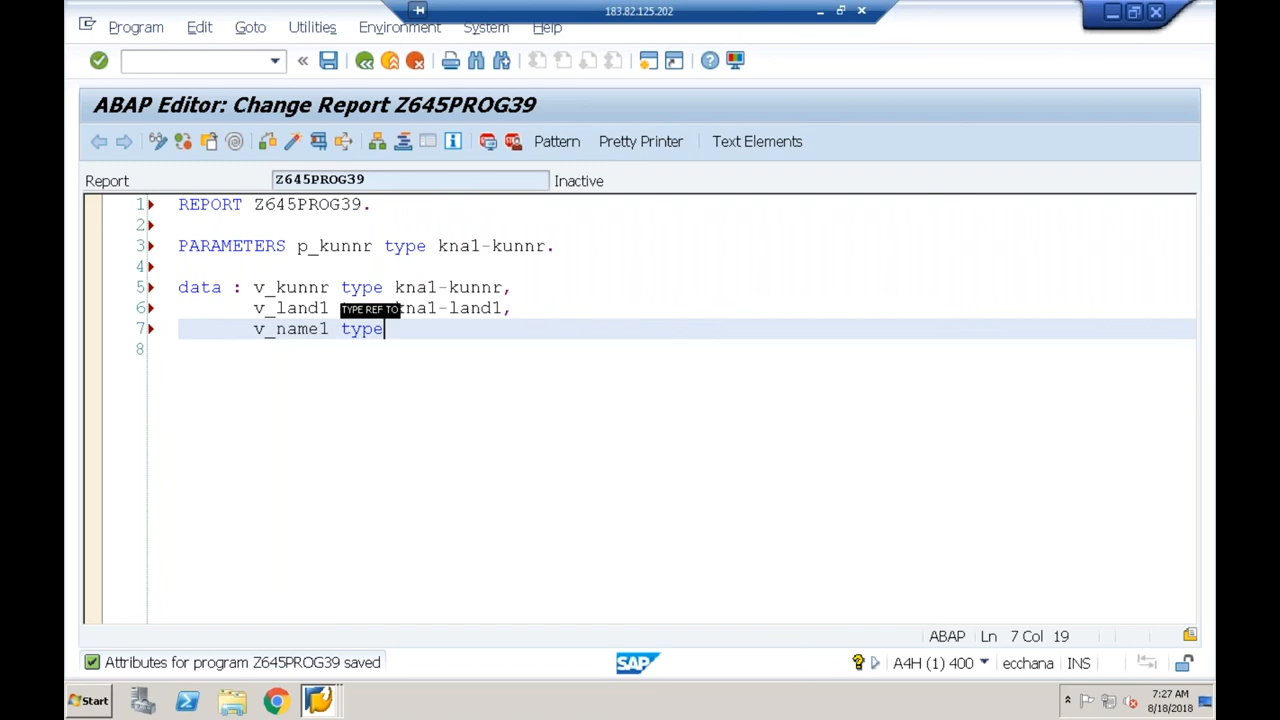 183.82.125.202
Program Edit Goto Utilities Environment System Help
ABAP Editor: Change Report Z645PROG39
Pattern Pretty Printer Text Elements
Report Z645PROG39 Inactive
1 REPORT Z645PROG39.
2
3 PARAMETERS p_kunnr type kna1-kunnr.
4
5 data : v_kunnr type kna1-kunnr,
6 v_land1 TYPE REF TO kna1-land1,
7 v_name1 type
8
ABAP Ln 7 Col 19
Attributes for program Z645PROG39 saved SAP A4H (1) 400 ecchana INS
Start 7:27 AM
8/18/2018